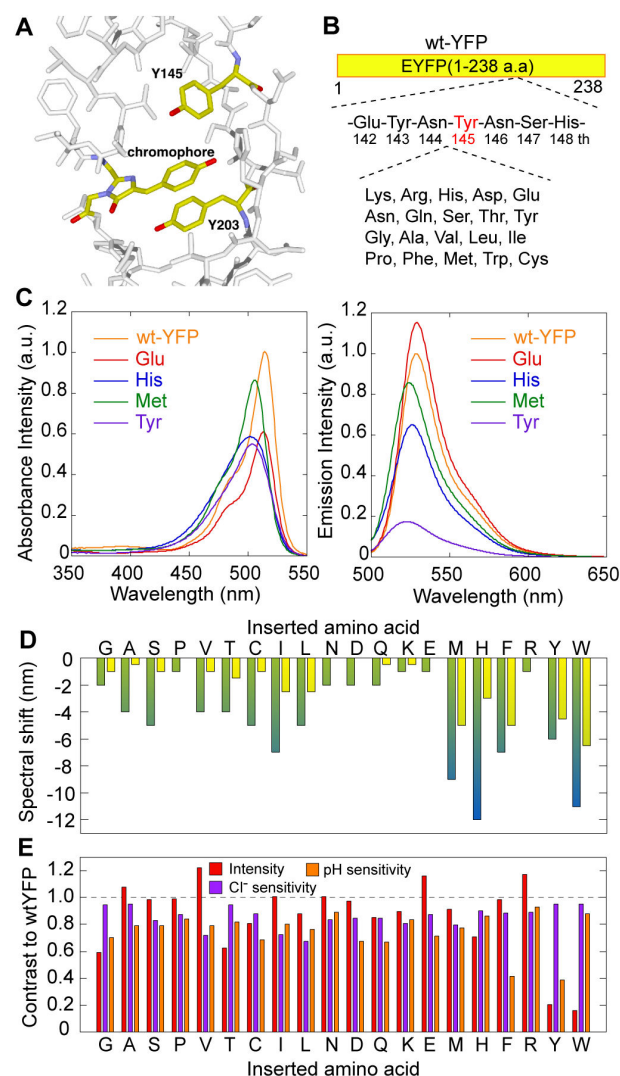 A
Y145
chromophore
Y203
B
wt-YFP
EYFP(1-238 a.a)
1 238
-Glu-Tyr-Asn-Tyr-Asn-Ser-His-
142 143 144 145 146 147 148 th
Lys, Arg, His, Asp, Glu
Asn, Gln, Ser, Thr, Tyr
Gly, Ala, Val, Leu, Ile
Pro, Phe, Met, Trp, Cys
C
Absorbance Intensity (a.u.)
1.2
1.0
0.8
0.6
0.4
0.2
0
350 400 450 500 550
Wavelength (nm)
wt-YFP
Glu
His
Met
Tyr
Emission Intensity (a.u.)
1.2
1.0
0.8
0.6
0.4
0.2
0
500 550 600 650
Wavelength (nm)
wt-YFP
Glu
His
Met
Tyr
D
Inserted amino acid
G A S P V T C I L N D Q K E M H F R Y W
Spectral shift (nm)
0
-2
-4
-6
-8
-10
-12
E
Contrast to wtYFP
1.2
1.0
0.8
0.6
0.4
0.2
0
Intensity
pH sensitivity
Cl⁻ sensitivity
G A S P V T C I L N D Q K E M H F R Y W
Inserted amino acid